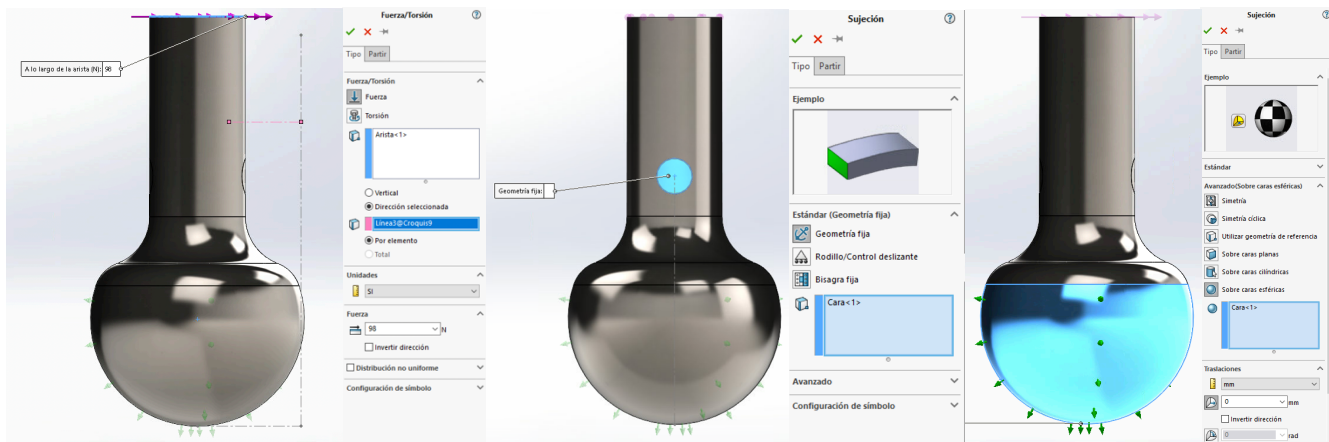 A lo largo de la arista (N): 98
Fuerza/Torsión
Tipo Partir
Fuerza/Torsión
Fuerza
Torsión
Arista<1>
Vertical
Dirección seleccionada
Línea3@Croquis9
Por elemento
Total
Unidades
SI
Fuerza
98 N
Invertir dirección
Distribución no uniforme
Configuración de símbolo
Geometría fija:
Sujeción
Tipo Partir
Ejemplo
Estándar (Geometría fija)
Geometría fija
Rodillo/Control deslizante
Bisagra fija
Cara<1>
Avanzado
Configuración de símbolo
Sujeción
Tipo Partir
Ejemplo
Estándar
Avanzado(Sobre caras esféricas)
Simetría
Simetría cíclica
Utilizar geometría de referencia
Sobre caras planas
Sobre caras cilíndricas
Sobre caras esféricas
Cara<1>
Traslaciones
mm
0 mm
Invertir dirección
0 rad